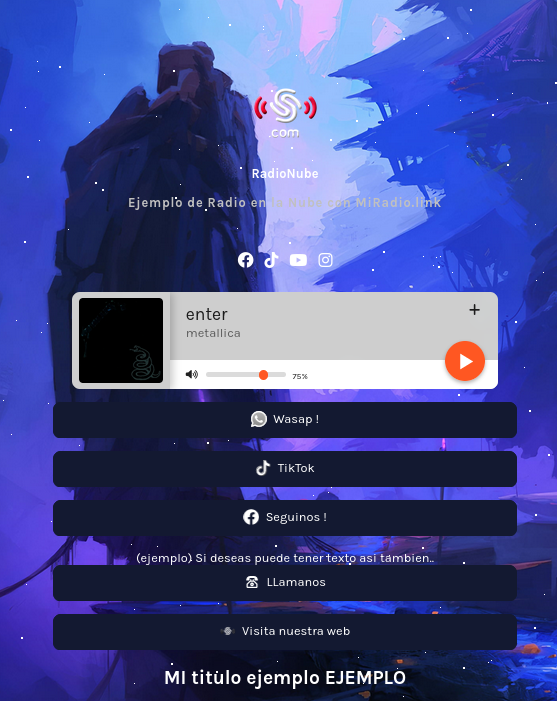 .com
RadioNube
Ejemplo de Radio en la Nube con MiRadio.link
enter
+
metallica
75%
Wasap !
TikTok
Seguinos !
(ejemplo) Si deseas puede tener texto asi tambien..
LLamanos
Visita nuestra web
MI titulo ejemplo EJEMPLO